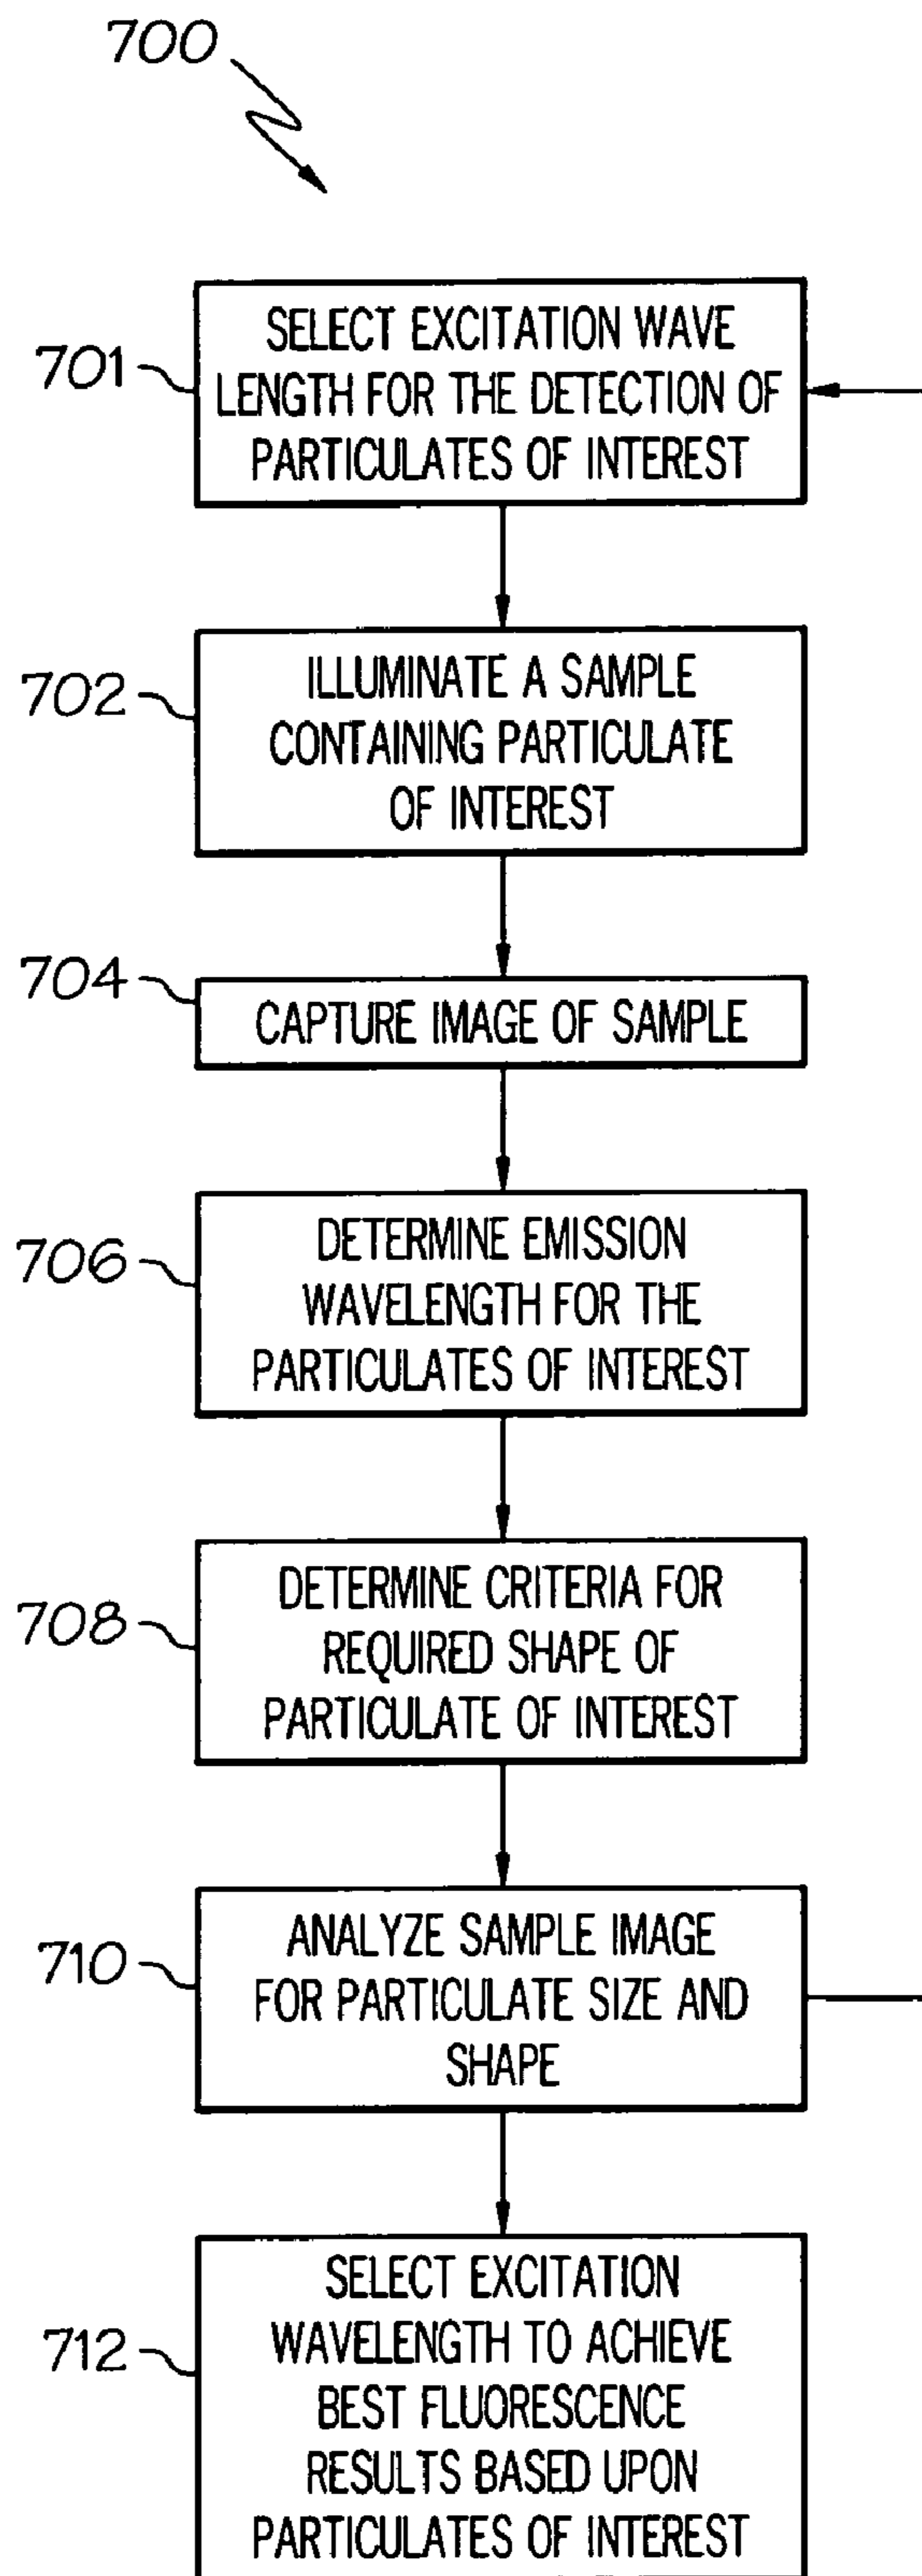 700
701
SELECT EXCITATION WAVE
LENGTH FOR THE DETECTION OF
PARTICULATES OF INTEREST
702
ILLUMINATE A SAMPLE
CONTAINING PARTICULATE
OF INTEREST
704
CAPTURE IMAGE OF SAMPLE
706
DETERMINE EMISSION
WAVELENGTH FOR THE
PARTICULATES OF INTEREST
708
DETERMINE CRITERIA FOR
REQUIRED SHAPE OF
PARTICULATE OF INTEREST
710
ANALYZE SAMPLE IMAGE
FOR PARTICULATE SIZE AND
SHAPE
712
SELECT EXCITATION
WAVELENGTH TO ACHIEVE
BEST FLUORESCENCE
RESULTS BASED UPON
PARTICULATES OF INTEREST